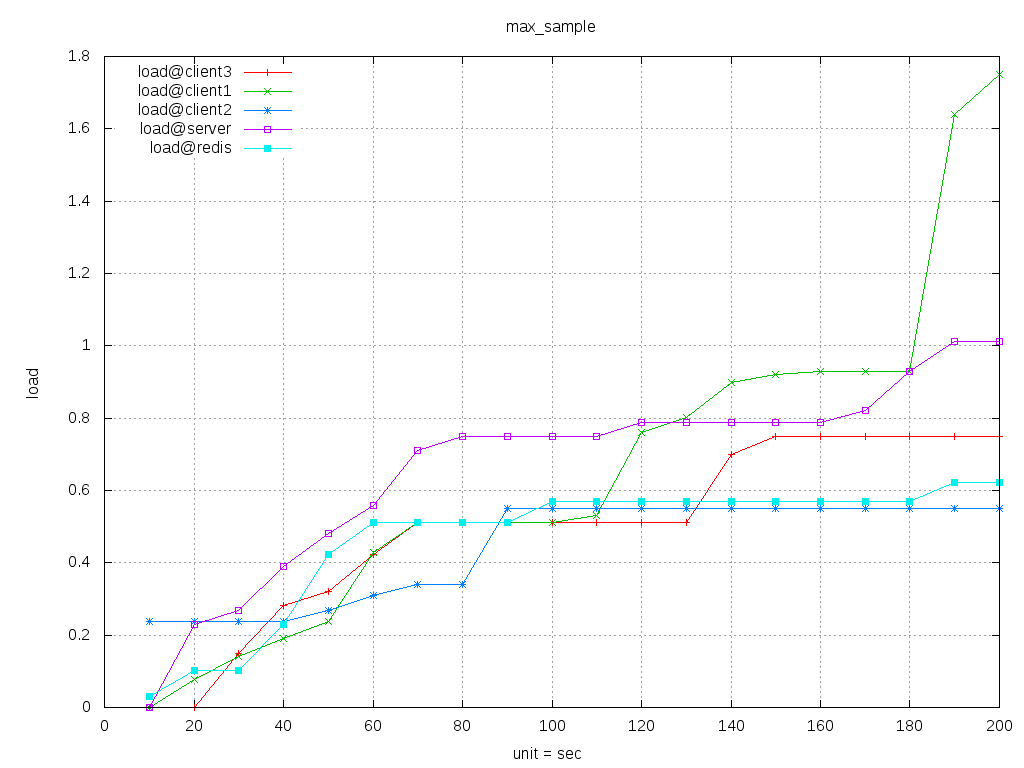 max_sample
1.8
load@client3
load@client1
load@client2
load@server
load@redis
1.6
1.4
1.2
1
load
0.8
0.6
0.4
0.2
0
0 20 40 60 80 100 120 140 160 180 200
unit = sec